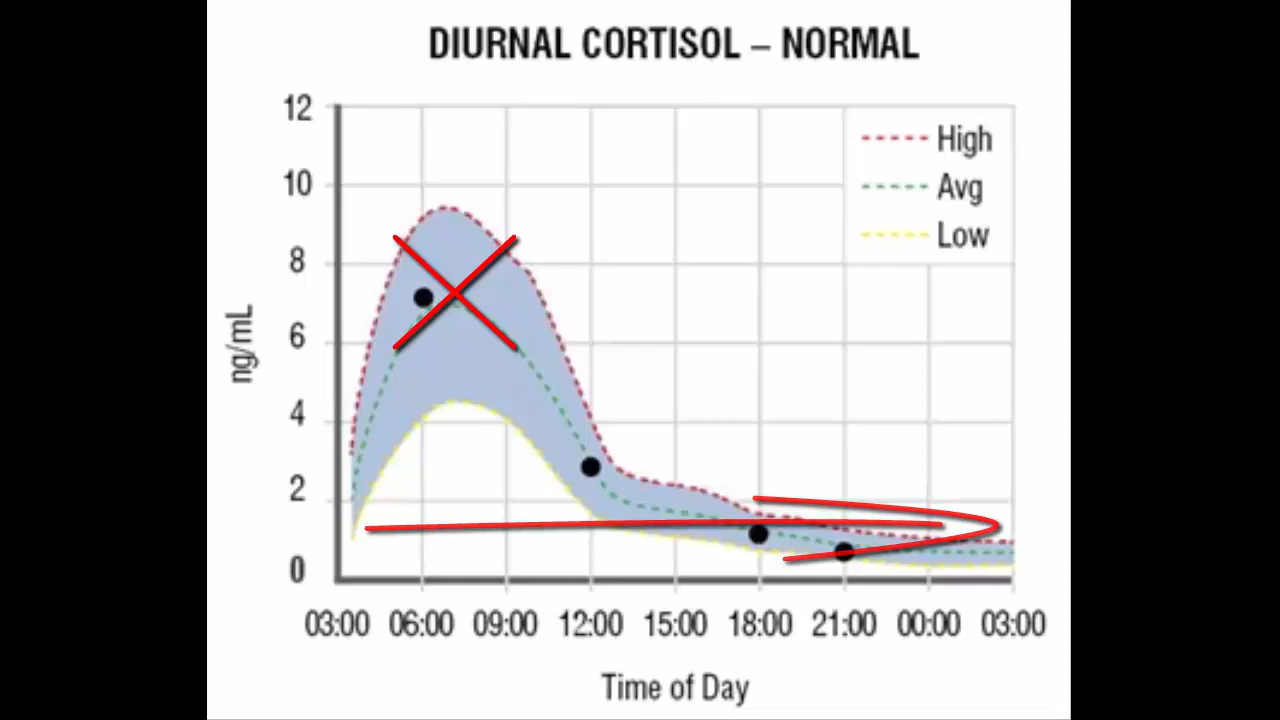 DIURNAL CORTISOL – NORMAL
12
10
8
6
4
2
0
ng/mL
High
Avg
Low
03:00 06:00 09:00 12:00 15:00 18:00 21:00 00:00 03:00
Time of Day